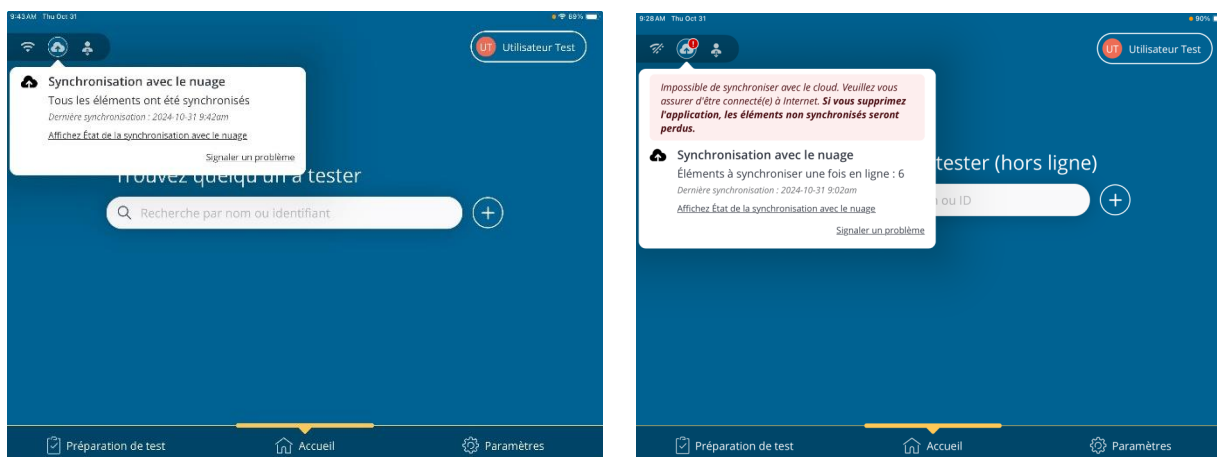 9:43 AM Thu Oct 31
89%
UT Utilisateur Test
Synchronisation avec le nuage
Tous les éléments ont été synchronisés
Dernière synchronisation : 2024-10-31 9:42am
Affichez État de la synchronisation avec le nuage
Signaler un problème
Trouvez quelqu'un à tester
Recherche par nom ou identifiant
Préparation de test
Accueil
Paramètres
9:28 AM Thu Oct 31
90%
UT Utilisateur Test
Impossible de synchroniser avec le cloud. Veuillez vous
assurer d'être connecté(e) à Internet. Si vous supprimez
l'application, les éléments non synchronisés seront
perdus.
Synchronisation avec le nuage
Éléments à synchroniser une fois en ligne : 6
Dernière synchronisation : 2024-10-31 9:02am
Affichez État de la synchronisation avec le nuage
Signaler un problème
tester (hors ligne)
ou ID
Préparation de test
Accueil
Paramètres